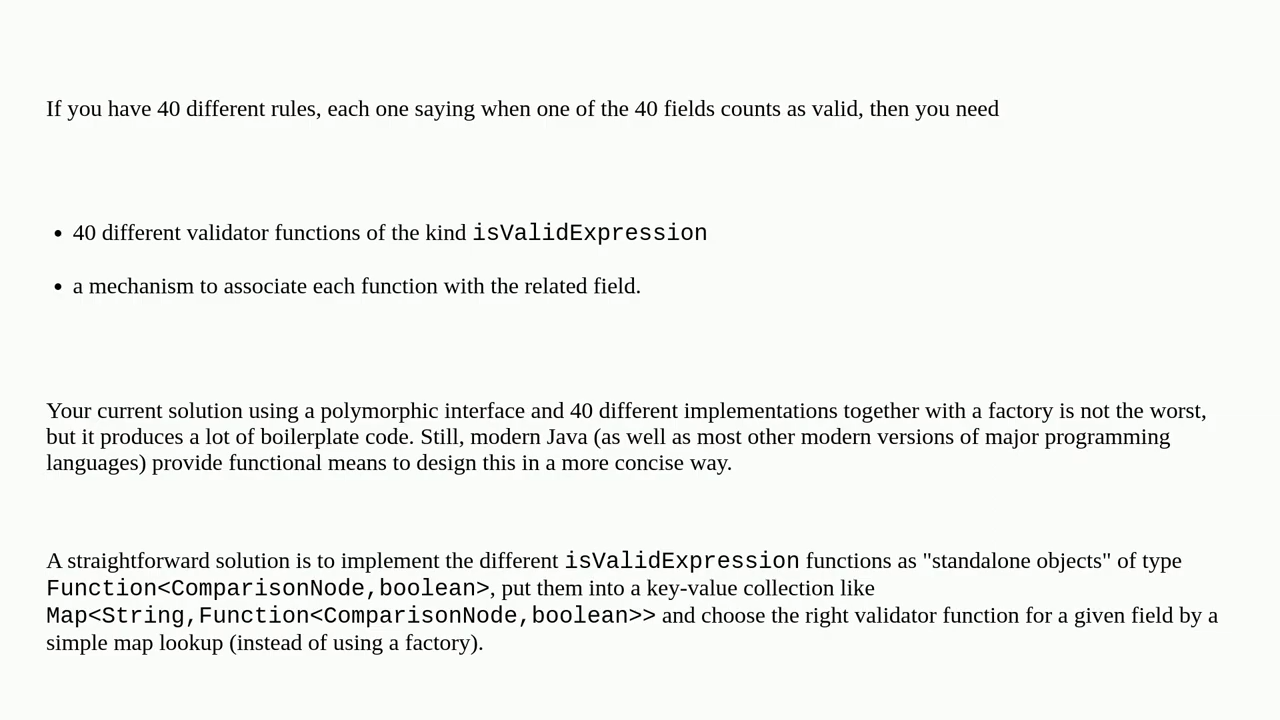 If you have 40 different rules, each one saying when one of the 40 fields counts as valid, then you need
• 40 different validator functions of the kind isValidExpression
• a mechanism to associate each function with the related field.
Your current solution using a polymorphic interface and 40 different implementations together with a factory is not the worst,
but it produces a lot of boilerplate code. Still, modern Java (as well as most other modern versions of major programming
languages) provide functional means to design this in a more concise way.
A straightforward solution is to implement the different isValidExpression functions as "standalone objects" of type
Function<ComparisonNode,boolean>, put them into a key-value collection like
Map<String,Function<ComparisonNode,boolean>> and choose the right validator function for a given field by a
simple map lookup (instead of using a factory).